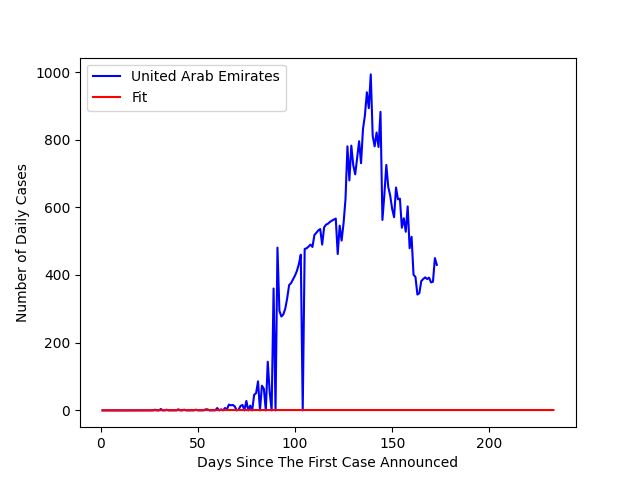 United Arab Emirates
Fit
1000
800
600
400
200
0
Number of Daily Cases
0 50 100 150 200
Days Since The First Case Announced